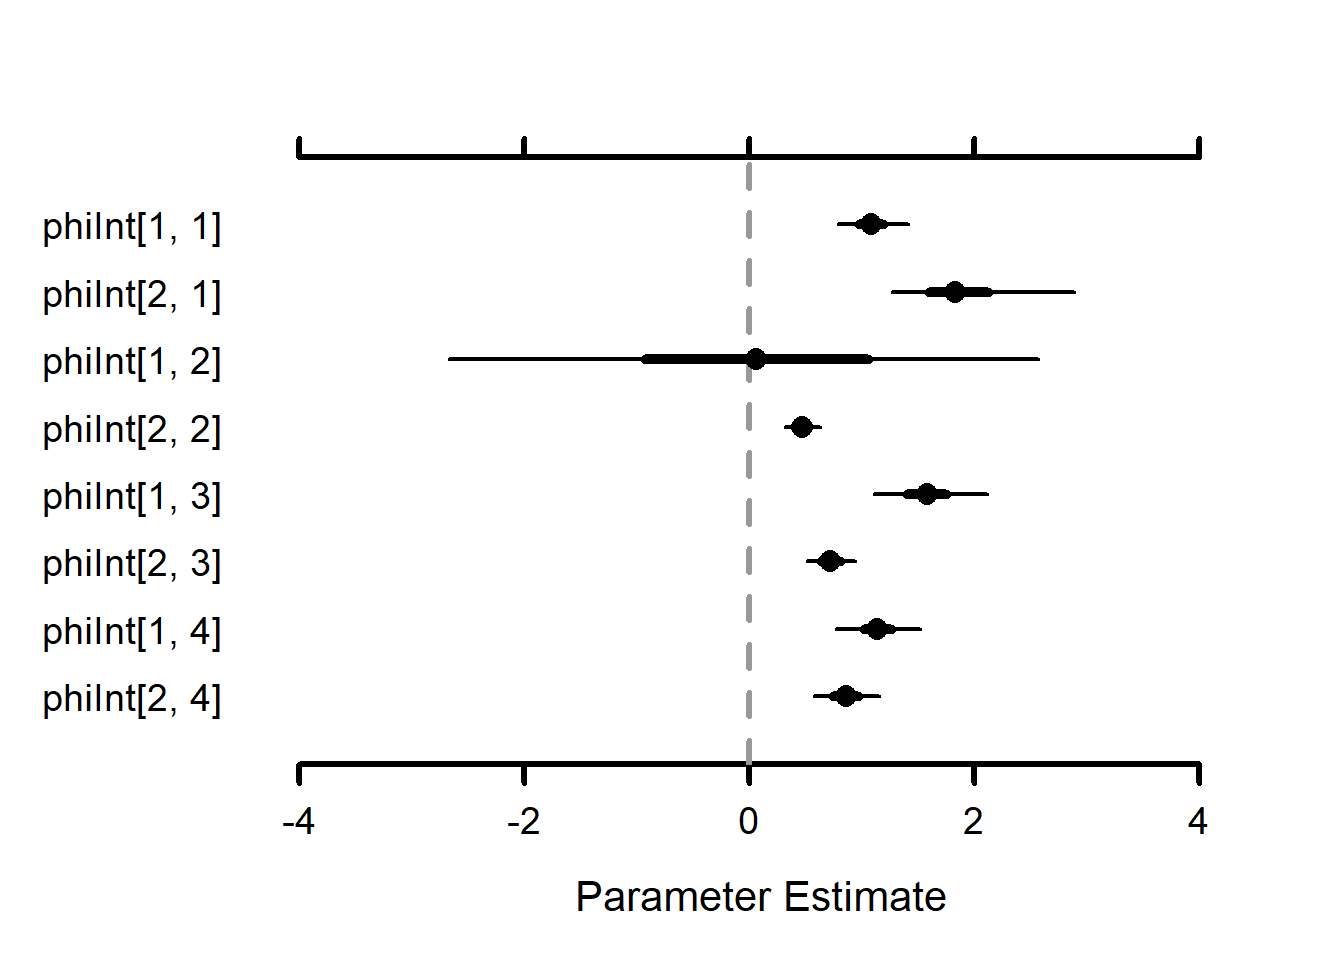 phiInt[1, 1]
phiInt[2, 1]
phiInt[1, 2]
phiInt[2, 2]
phiInt[1, 3]
phiInt[2, 3]
phiInt[1, 4]
phiInt[2, 4]
-4 -2 0 2 4
Parameter Estimate